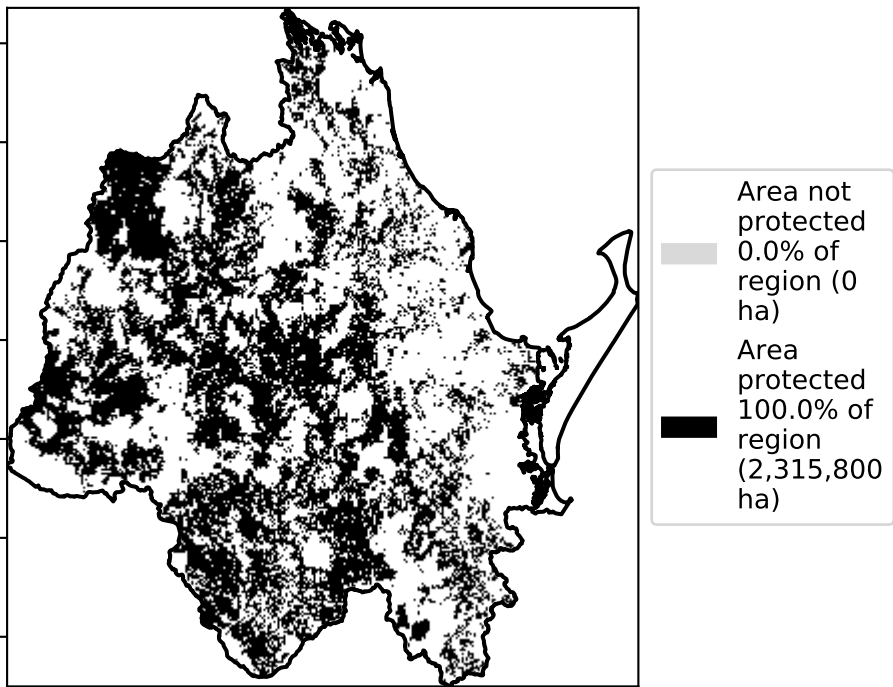 Area not
protected
0.0% of
region (0
ha)
Area
protected
100.0% of
region
(2,315,800
ha)